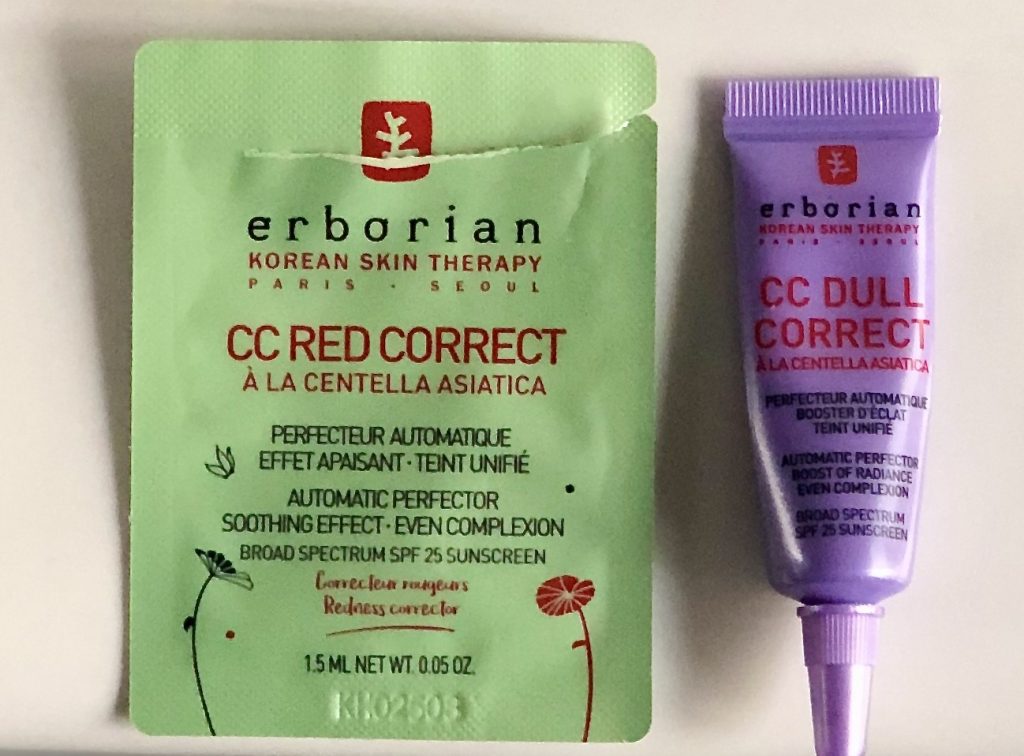 erborian
KOREAN SKIN THERAPY
PARIS · SEOUL
CC RED CORRECT
À LA CENTELLA ASIATICA
PERFECTEUR AUTOMATIQUE
EFFET APAISANT · TEINT UNIFIÉ
AUTOMATIC PERFECTOR
SOOTHING EFFECT · EVEN COMPLEXION
BROAD SPECTRUM SPF 25 SUNSCREEN
Correcteur rougeurs
Redness corrector
1.5 ML NET WT. 0.05 OZ.
erborian
KOREAN SKIN THERAPY
PARIS · SEOUL
CC DULL
CORRECT
À LA CENTELLA ASIATICA
PERFECTEUR AUTOMATIQUE
BOOSTER D'ÉCLAT
TEINT UNIFIÉ
AUTOMATIC PERFECTOR
BOOST OF RADIANCE
EVEN COMPLEXION
BROAD SPECTRUM
SPF 25 SUNSCREEN